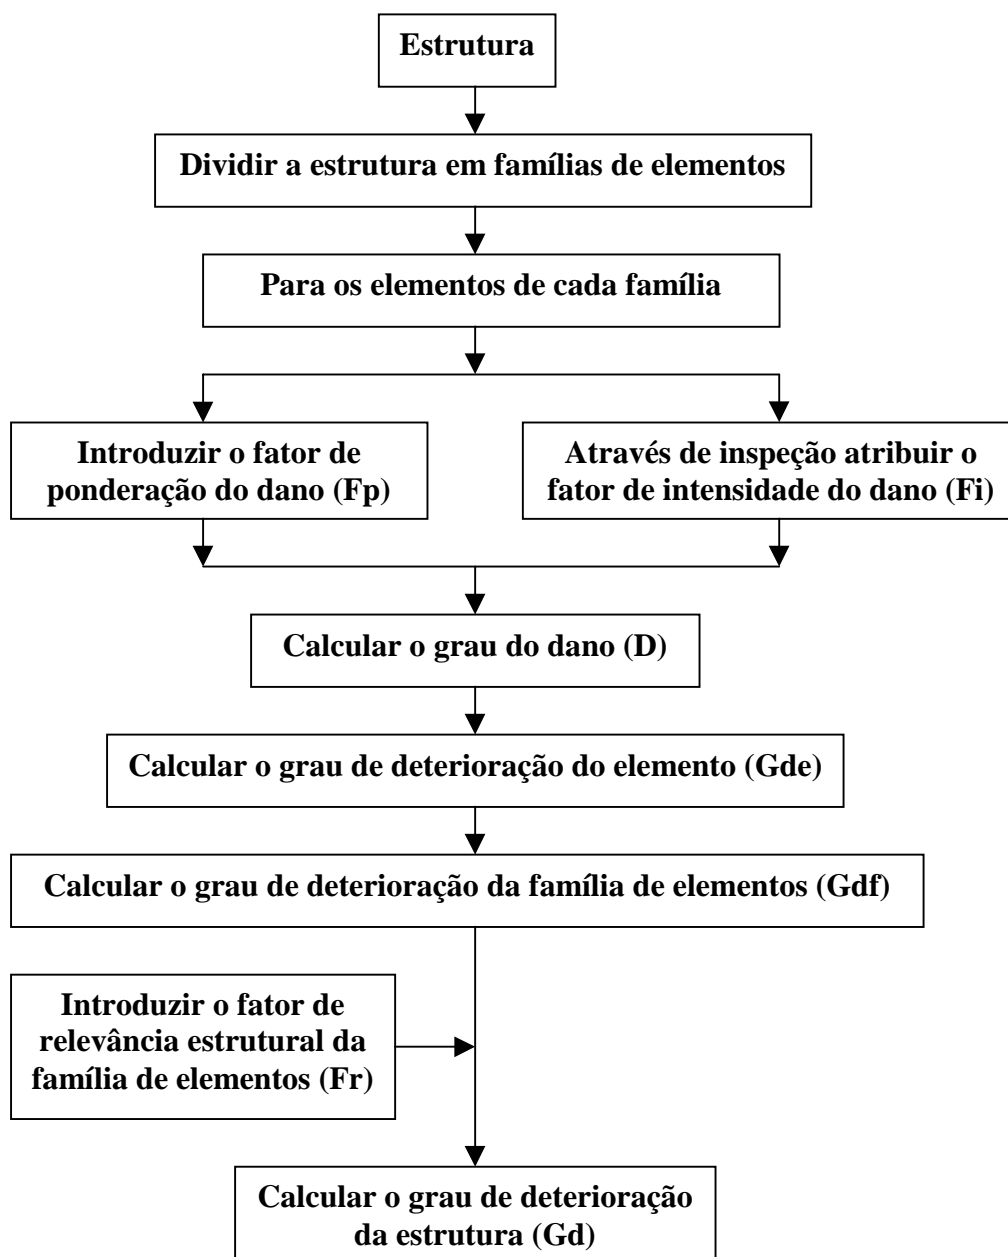 Estrutura
Dividir a estrutura em famílias de elementos
Para os elementos de cada família
Introduzir o fator de
ponderação do dano (Fp)
Através de inspeção atribuir o
fator de intensidade do dano (Fi)
Calcular o grau do dano (D)
Calcular o grau de deterioração do elemento (Gde)
Calcular o grau de deterioração da família de elementos (Gdf)
Introduzir o fator de
relevância estrutural da
família de elementos (Fr)
Calcular o grau de deterioração
da estrutura (Gd)